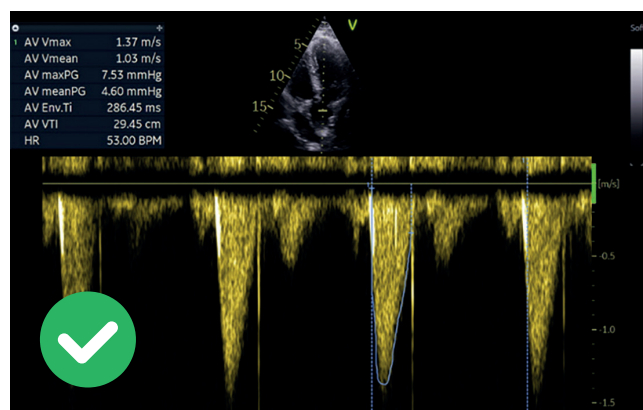 V
Sof
1 AV Vmax 1.37 m/s
AV Vmean 1.03 m/s
AV maxPG 7.53 mmHg
AV meanPG 4.60 mmHg
AV Env.Ti 286.45 ms
AV VTI 29.45 cm
HR 53.00 BPM
5
10
15
[m/s]
-0.5
-1.0
-1.5